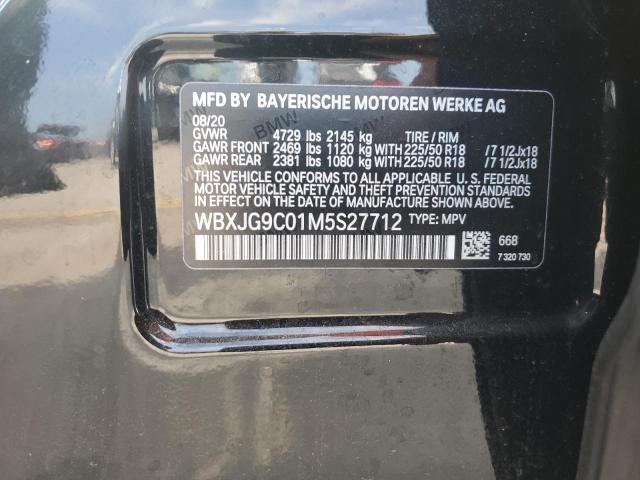 MFD BY BAYERISCHE MOTOREN WERKE AG
08/20
GVWR 4729 lbs 2145 kg TIRE / RIM
GAWR FRONT 2469 lbs 1120 kg WITH 225/50 R18 /7 1/2Jx18
GAWR REAR 2381 lbs 1080 kg WITH 225/50 R18 /7 1/2Jx18
THIS VEHICLE CONFORMS TO ALL APPLICABLE U. S. FEDERAL
MOTOR VEHICLE SAFETY AND THEFT PREVENTION STANDARDS
IN EFFECT ON THE DATE OF MANUFACTURE SHOWN ABOVE.
WBXJG9C01M5S27712 TYPE: MPV
668
7 320 730